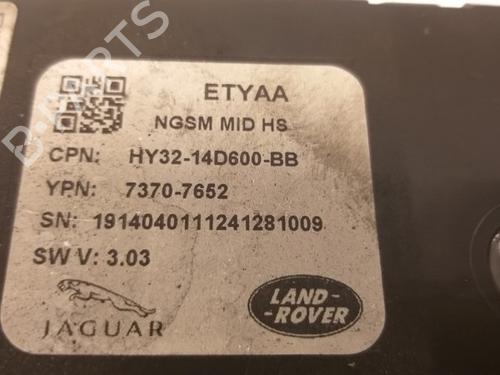 ETYAA
NGSM MID HS
CPN: HY32-14D600-BB
YPN: 7370-7652
SN: 1914040111241281009
SW V: 3.03
JAGUAR
LAND-
-ROVER
B-PARTS